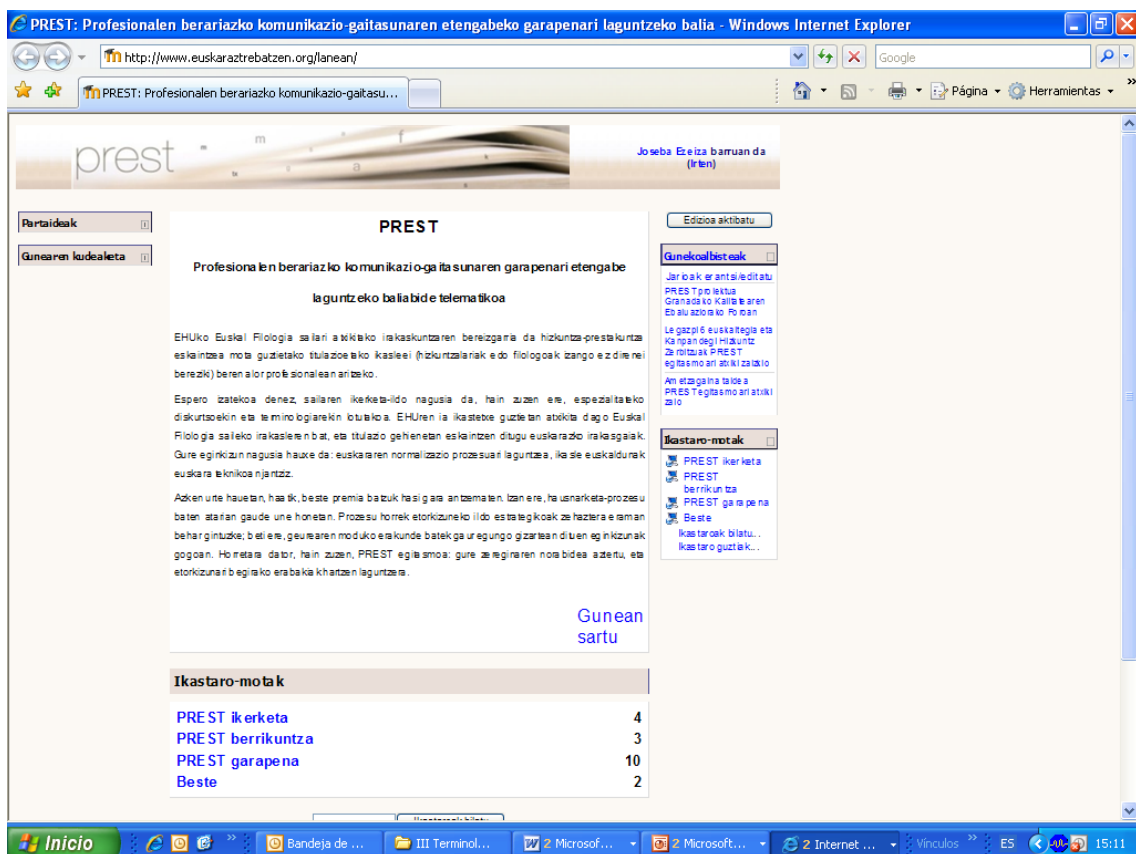 PREST: Profesionalen berariazko komunikazio-gaitasunaren etengabeko garapenari laguntzeko balia - Windows Internet Explorer
http://www.euskaraztrebatzen.org/lanean/
Google
PREST: Profesionalen berariazko komunikazio-gaitasu...
Página
Herramientas
prest
m f a
Joseba Ezeiza barruan da
(Irten)
Partaideak
Gunearen kudeaketa
PREST
Profesionalen berariazko komunikazio-gaitasunaren garapenari etengabe
laguntzeko baliabide telematikoa
EHUko Euskal Filologia sailari atxikitako irakaskuntzaren bereizgarria da hizkuntza-prestakuntza
eskaintzea mota guztietako titulazioetako ikasleei (hizkuntzalariak edo filologoak izango ez direnei
bereziki) beren alor profesionalean aritzeko.
Espero izatekoa denez, sailaren ikerketa-ildo nagusia da, hain zuzen ere, espezialitateko
diskurtsoekin eta terminologiarekin lotutakoa. EHUren ia ikastetxe guztietan atxikita dago Euskal
Filologia saileko irakasleren bat, eta titulazio gehienetan eskaintzen ditugu euskarazko irakasgaiak.
Gure eginkizun nagusia hauxe da: euskararen normalizazio prozesuari laguntzea, ikasle euskaldunak
euskara teknikoan jantziz.
Azken urte hauetan, haatik, beste premia batzuk hasi gara antzematen. Izan ere, hausnarketa-prozesu
baten atarian gaude une honetan. Prozesu horrek etorkizuneko ildo estrategikoak zehaztera eraman
behar gintuzke; betiere, geurearen moduko erakunde batek gaur egungo gizartean dituen eginkizunak
gogoan. Horretara dator, hain zuzen, PREST egitasmoa: gure zereginaren norabidea aztertu, eta
etorkizunari begirako erabakiak hartzen laguntzera.
Gunean
sartu
Ikastaro-motak
PREST ikerketa 4
PREST berrikuntza 3
PREST garapena 10
Beste 2
Ikastaroak bilatu
Edizioa aktibatu
Gunekoalbisteak
Jarioak erantsi/editatu
PREST proiektua
Granadako Kalitatearen
Ebaluaziorako Foroan
Legazpi 6 euskaltegia eta
Kanpandegi Hizkuntz
Zerbitzuak PREST
egitasmoari atxiki zaizkio
Ametzagaina taldea
PREST egitasmoari atxiki
zaio
Ikastaro-motak
PREST ikerketa
PREST
berrikuntza
PREST garapena
Beste
Ikastaroak bilatu...
Ikastaro guztiak...
Inicio
Bandeja de ...
III Terminol...
2 Microsof...
2 Microsoft...
2 Internet ...
Vínculos
ES
15:11